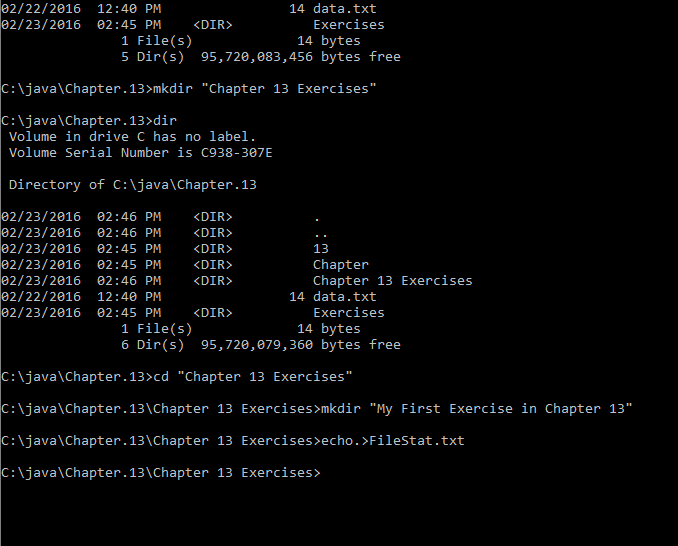 02/22/2016  12:40 PM                14 data.txt
02/23/2016  02:45 PM    <DIR>          Exercises
               1 File(s)             14 bytes
               5 Dir(s)  95,720,083,456 bytes free
C:\java\Chapter.13>mkdir "Chapter 13 Exercises"
C:\java\Chapter.13>dir
 Volume in drive C has no label.
 Volume Serial Number is C938-307E
 Directory of C:\java\Chapter.13
02/23/2016  02:46 PM    <DIR>          .
02/23/2016  02:46 PM    <DIR>          ..
02/23/2016  02:45 PM    <DIR>          13
02/23/2016  02:45 PM    <DIR>          Chapter
02/23/2016  02:46 PM    <DIR>          Chapter 13 Exercises
02/22/2016  12:40 PM                14 data.txt
02/23/2016  02:45 PM    <DIR>          Exercises
               1 File(s)             14 bytes
               6 Dir(s)  95,720,079,360 bytes free
C:\java\Chapter.13>cd "Chapter 13 Exercises"
C:\java\Chapter.13\Chapter 13 Exercises>mkdir "My First Exercise in Chapter 13"
C:\java\Chapter.13\Chapter 13 Exercises>echo.>FileStat.txt
C:\java\Chapter.13\Chapter 13 Exercises>